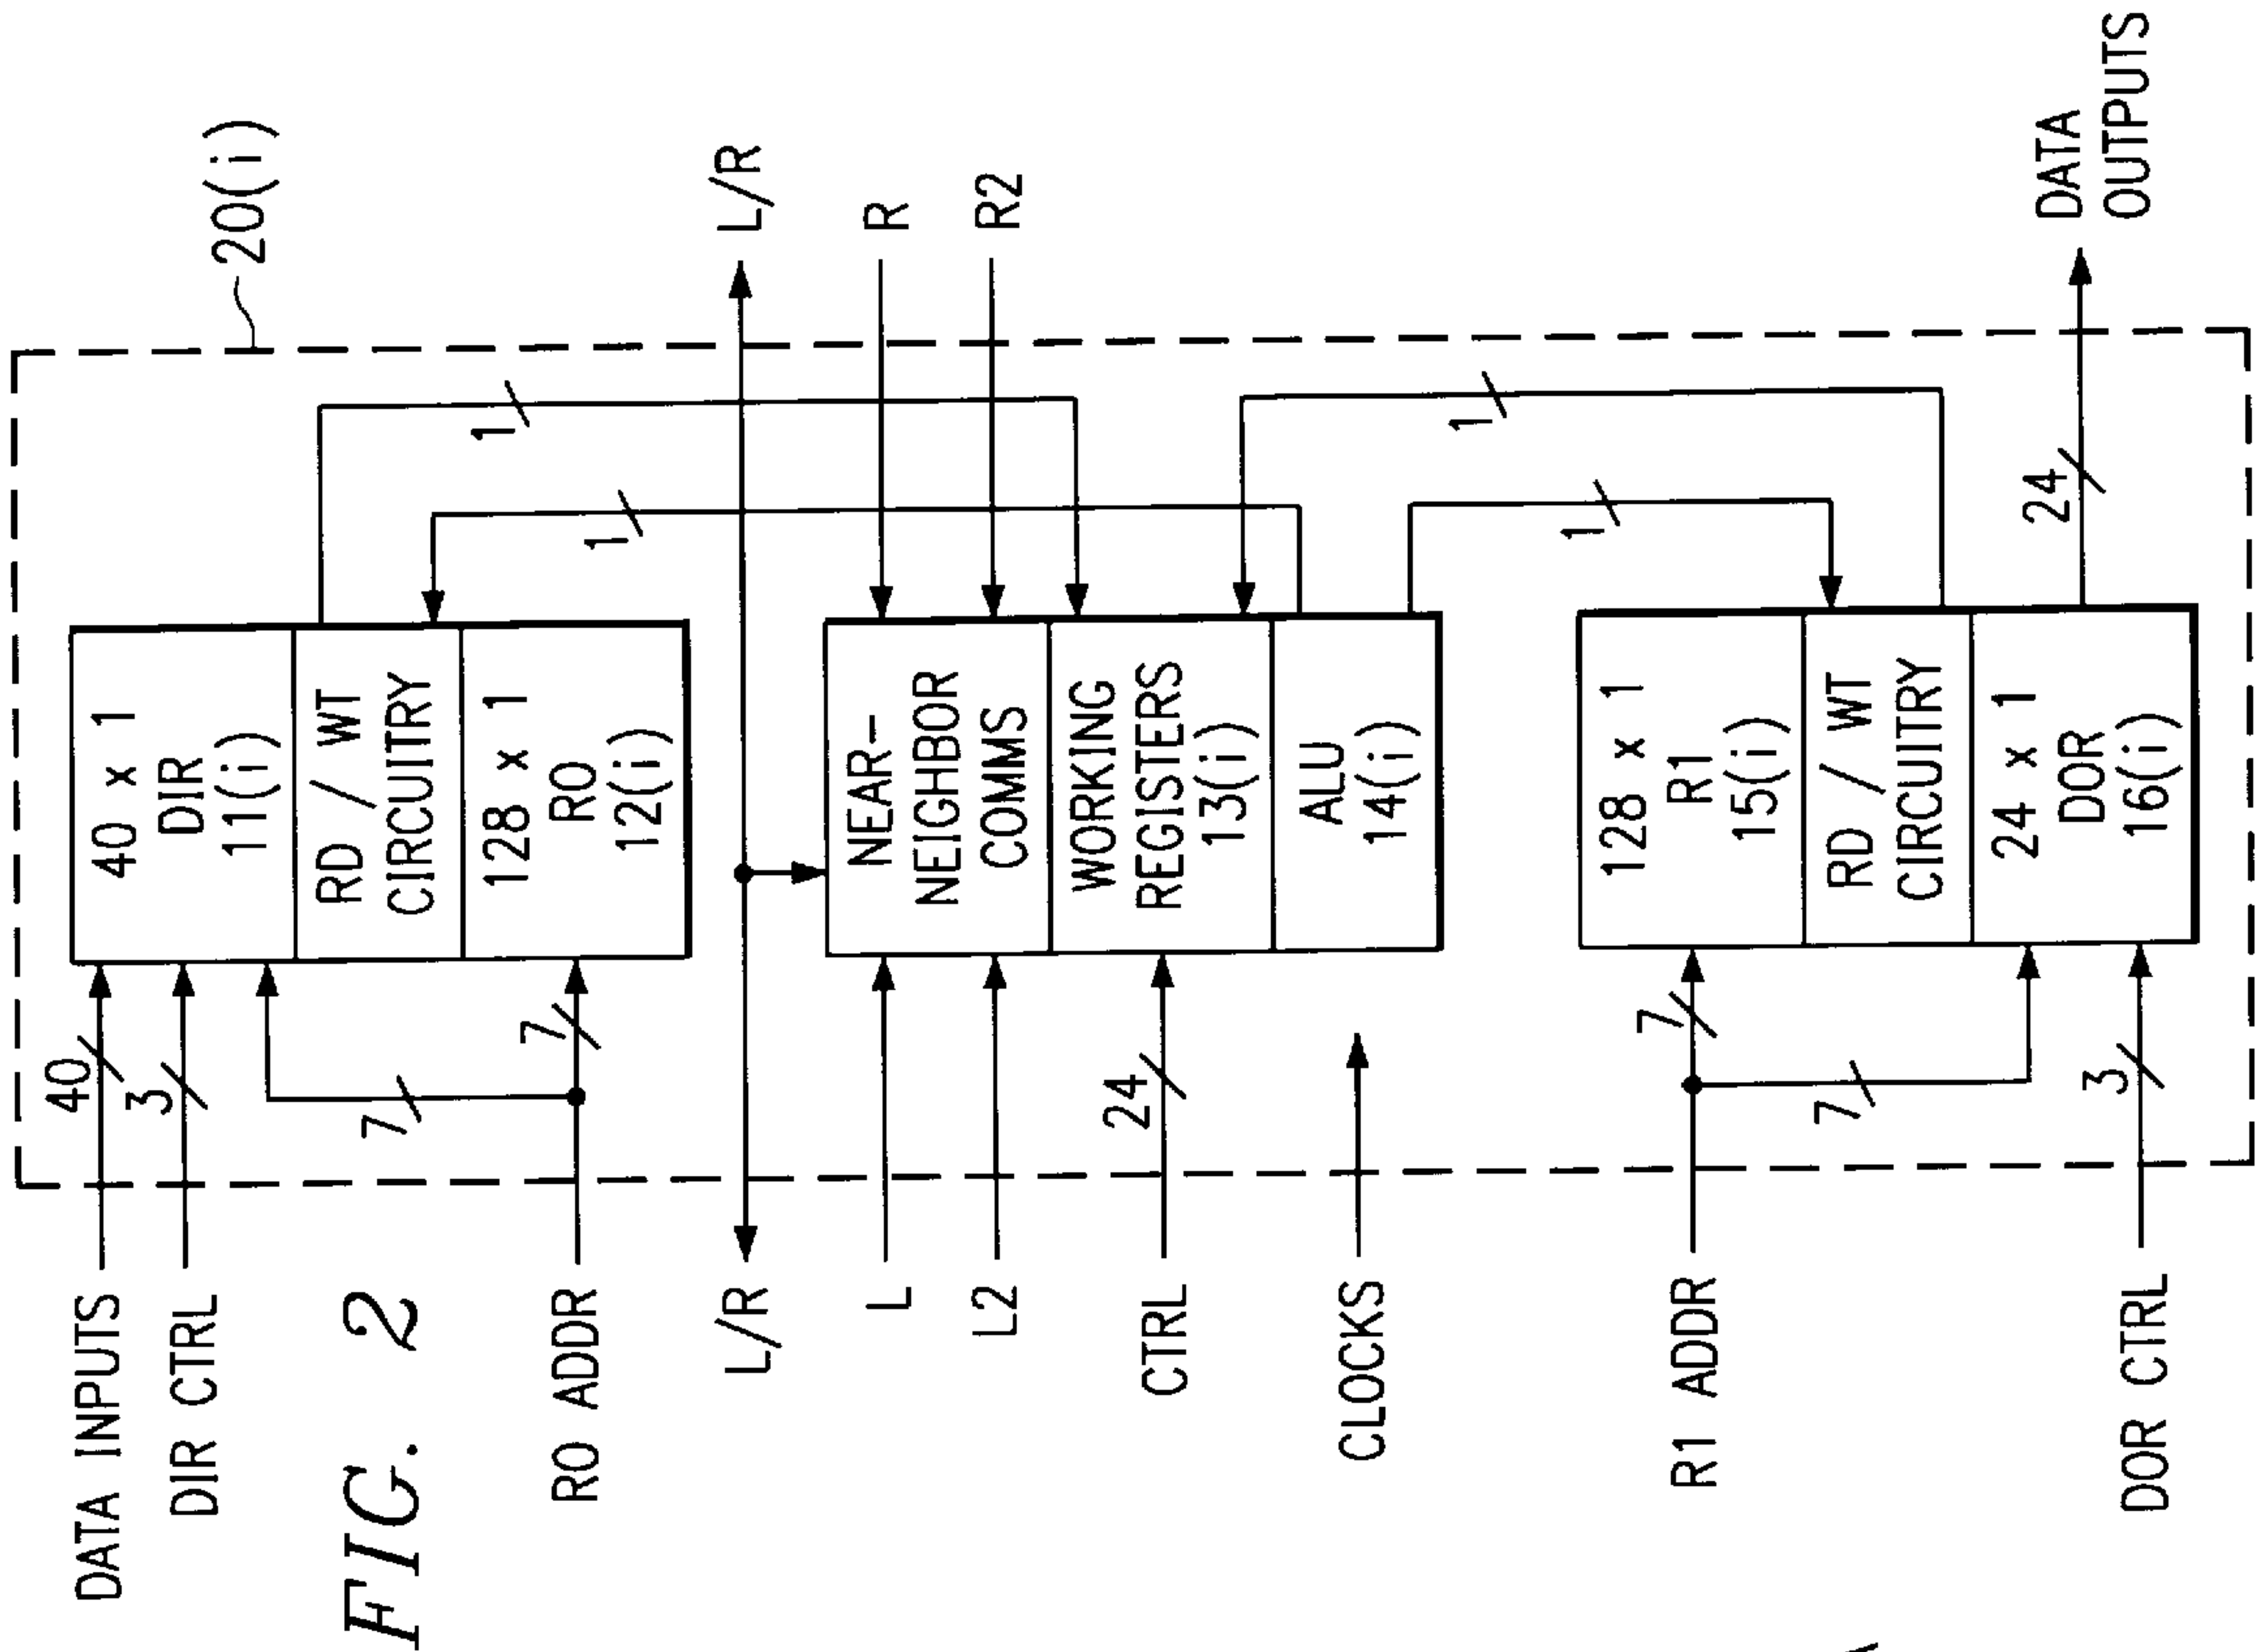 FIG. 2
20(i)
DATA INPUTS
40
DIR CTRL
3
7
RO ADDR
7
40 x 1
DIR
11(i)
RD / WT
CIRCUITRY
128 x 1
RO
12(i)
1
1
L/R
L/R
L
L2
R
R2
NEAR-
NEIGHBOR
COMMS
WORKING
REGISTERS
13(i)
ALU
14(i)
CTRL
24
CLOCKS
1
1
R1 ADDR
7
7
DOR CTRL
3
128 x 1
R1
15(i)
RD / WT
CIRCUITRY
24 x 1
DOR
16(i)
24
DATA
OUTPUTS